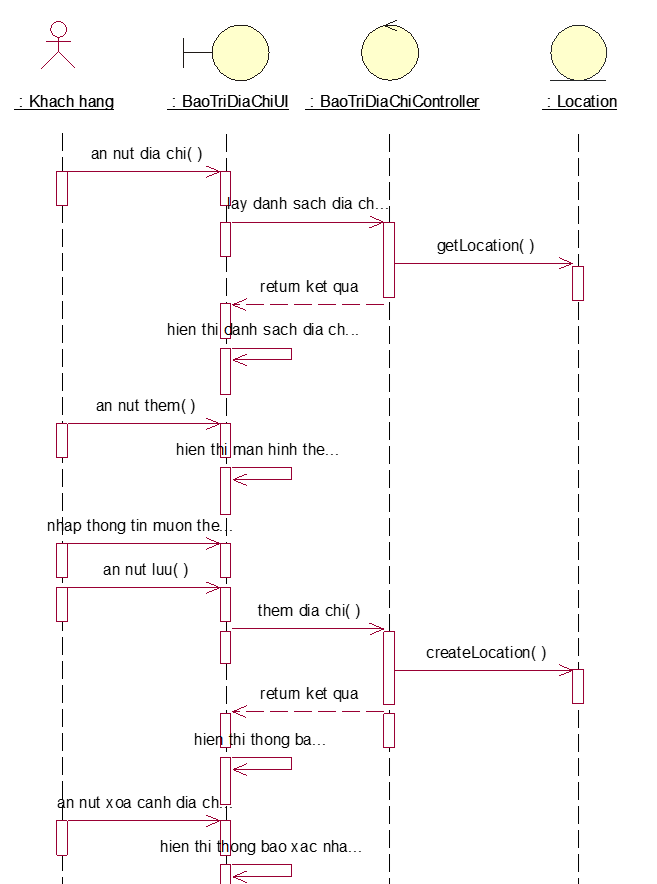 : Khach hang
: BaoTriDiaChiUI
: BaoTriDiaChiController
: Location
an nut dia chi( )
lay danh sach dia ch...
getLocation( )
return ket qua
hien thi danh sach dia ch...
an nut them( )
hien thi man hinh the...
nhap thong tin muon the...
an nut luu( )
them dia chi( )
createLocation( )
return ket qua
hien thi thong ba...
an nut xoa canh dia ch...
hien thi thong bao xac nha...